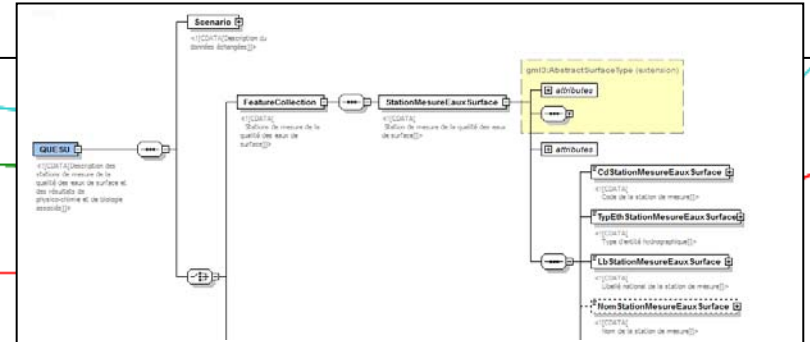 Scenario
<![CDATA[Description du
données échangées]]>
gml3:AbstractSurfaceType (extension)
attributes
FeatureCollection
<![CDATA[
Stations de mesure de la
qualité des eaux de
surface]]>
StationMesureEauxSurface
<![CDATA[
Station de mesure de la qualité des eaux
de surface]]>
attributes
QUE SU
<![CDATA[Description des
stations de mesure de la
qualité des eaux de surface et
des résultats de
physico-chimie et de biologie
associés]]>
CdStationMesureEauxSurface
<![CDATA[
Code de la station de mesure]]>
TypEthStationMesureEauxSurface
<![CDATA[
Type d'entité hydrographique]]>
LbStationMesureEauxSurface
<![CDATA[
Libellé national de la station de mesure]]>
NomStationMesureEauxSurface
<![CDATA[
Nom de la station de mesure]]>